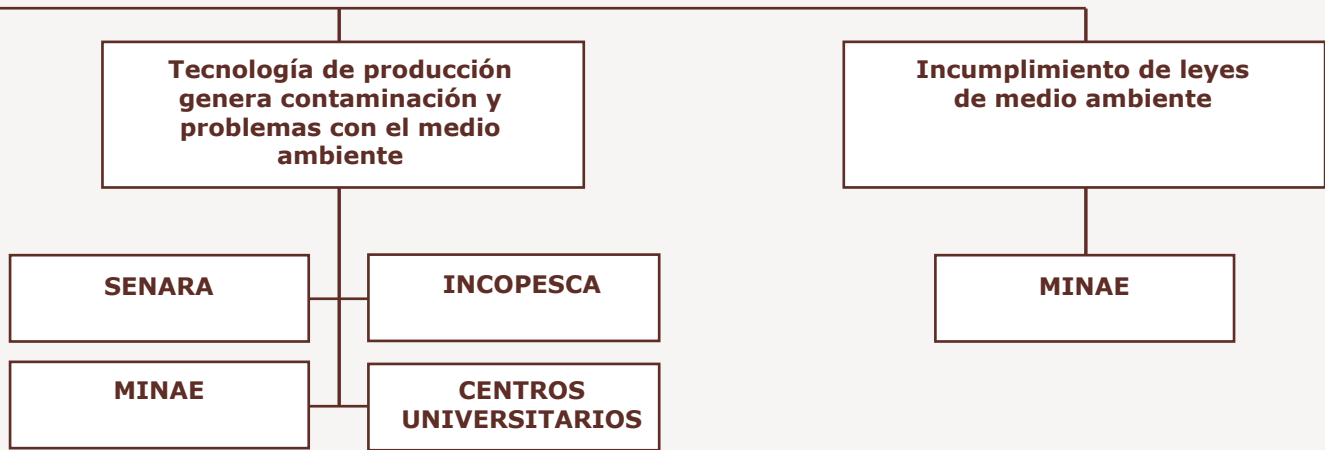 Tecnología de producción
genera contaminación y
problemas con el medio
ambiente
Incumplimiento de leyes
de medio ambiente
SENARA
INCOPESCA
MINAE
MINAE
CENTROS
UNIVERSITARIOS